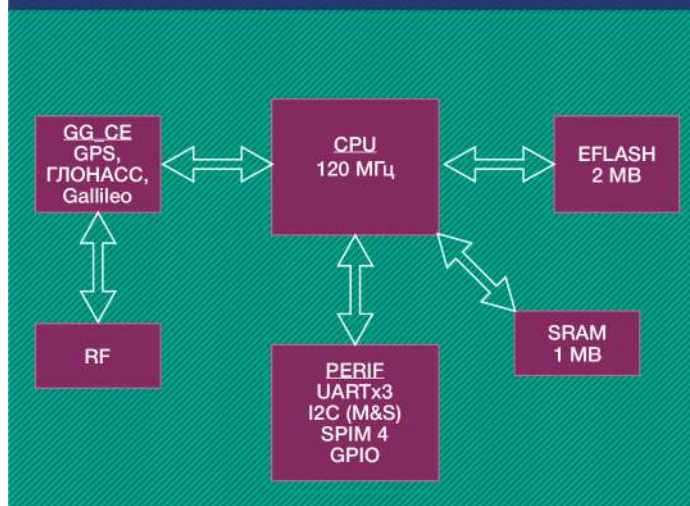 GG_CE
GPS,
ГЛОНАСС,
Gallileo
CPU
120 МГц
EFLASH
2 MB
RF
PERIF
UARTx3
I2C (M&S)
SPIM 4
GPIO
SRAM
1 MB